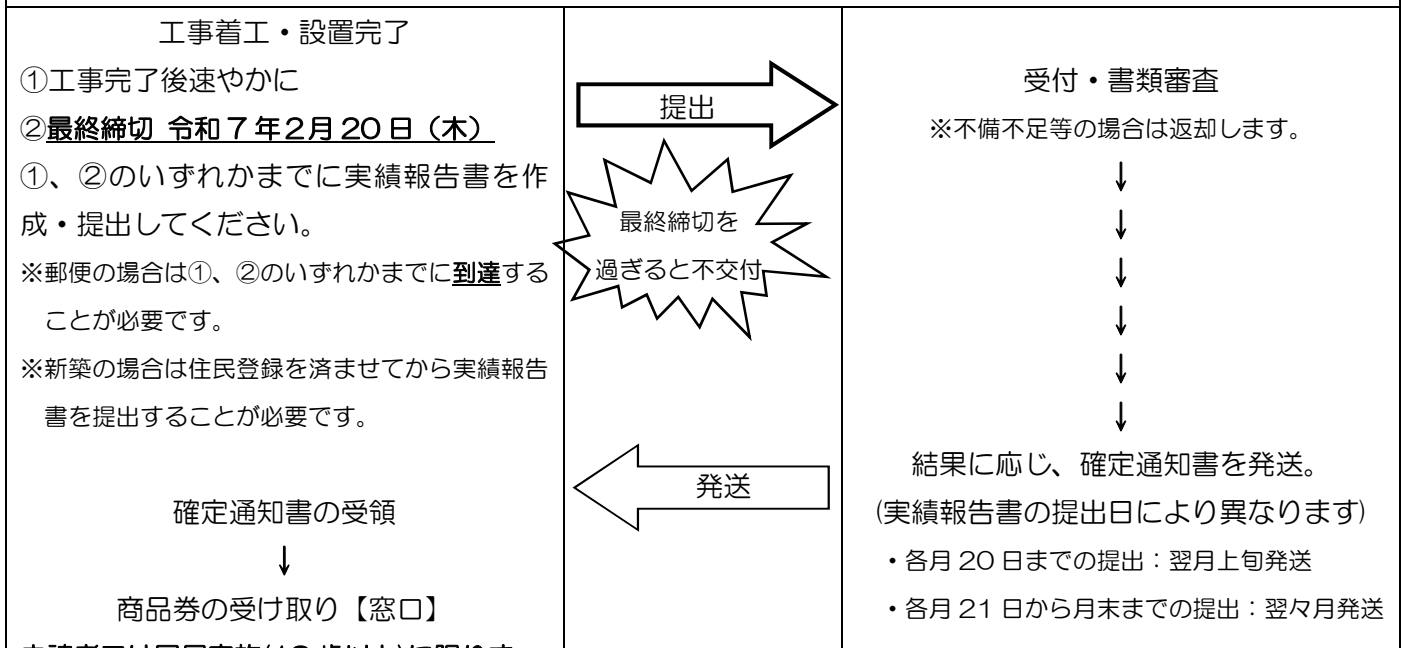 工事着工・設置完了
①工事完了後速やかに
②最終締切 令和７年２月20日（木）
①、②のいずれかまでに実績報告書を作
成・提出してください。
※郵便の場合は①、②のいずれかまでに到達する
ことが必要です。
※新築の場合は住民登録を済ませてから実績報告
書を提出することが必要です。
確定通知書の受領
↓
商品券の受け取り【窓口】
提出
最終締切を
過ぎると不交付
発送
受付・書類審査
※不備不足等の場合は返却します。
↓
↓
↓
↓
↓
↓
結果に応じ、確定通知書を発送。
(実績報告書の提出日により異なります)
・各月20日までの提出：翌月上旬発送
・各月21日から月末までの提出：翌々月発送